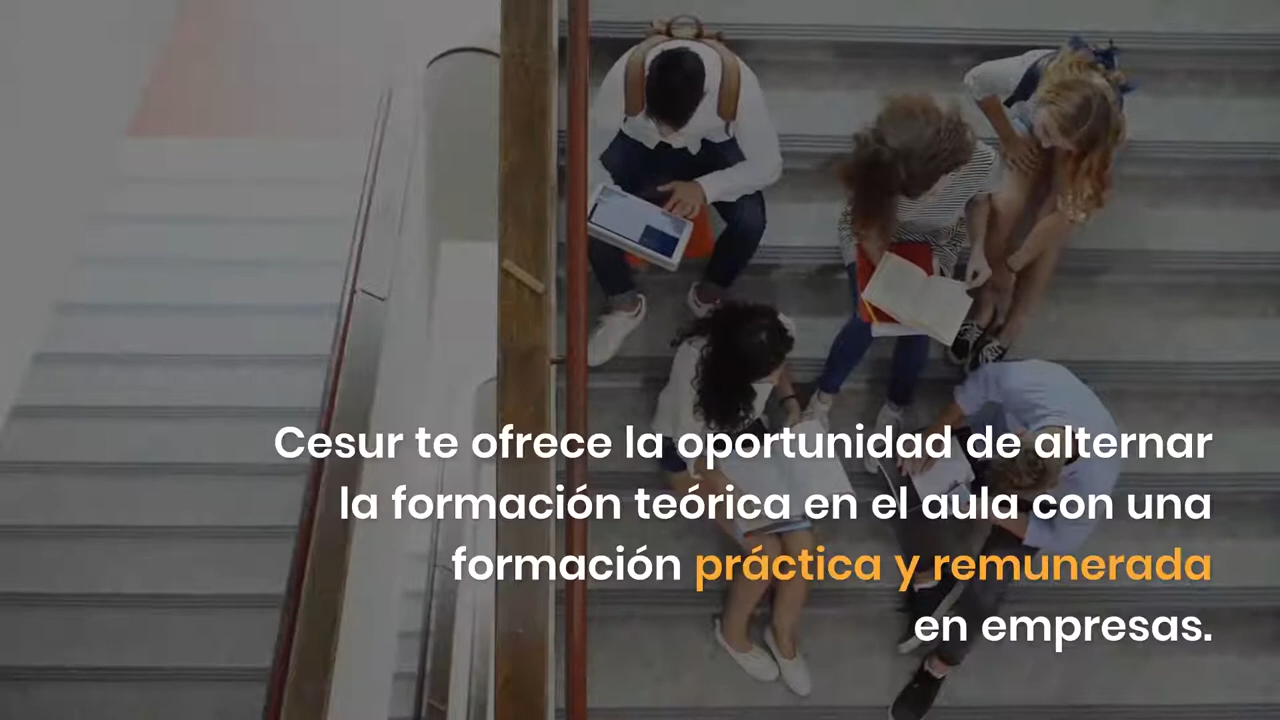 Cesur te ofrece la oportunidad de alternar
la formación teórica en el aula con una
formación práctica y remunerada
en empresas.